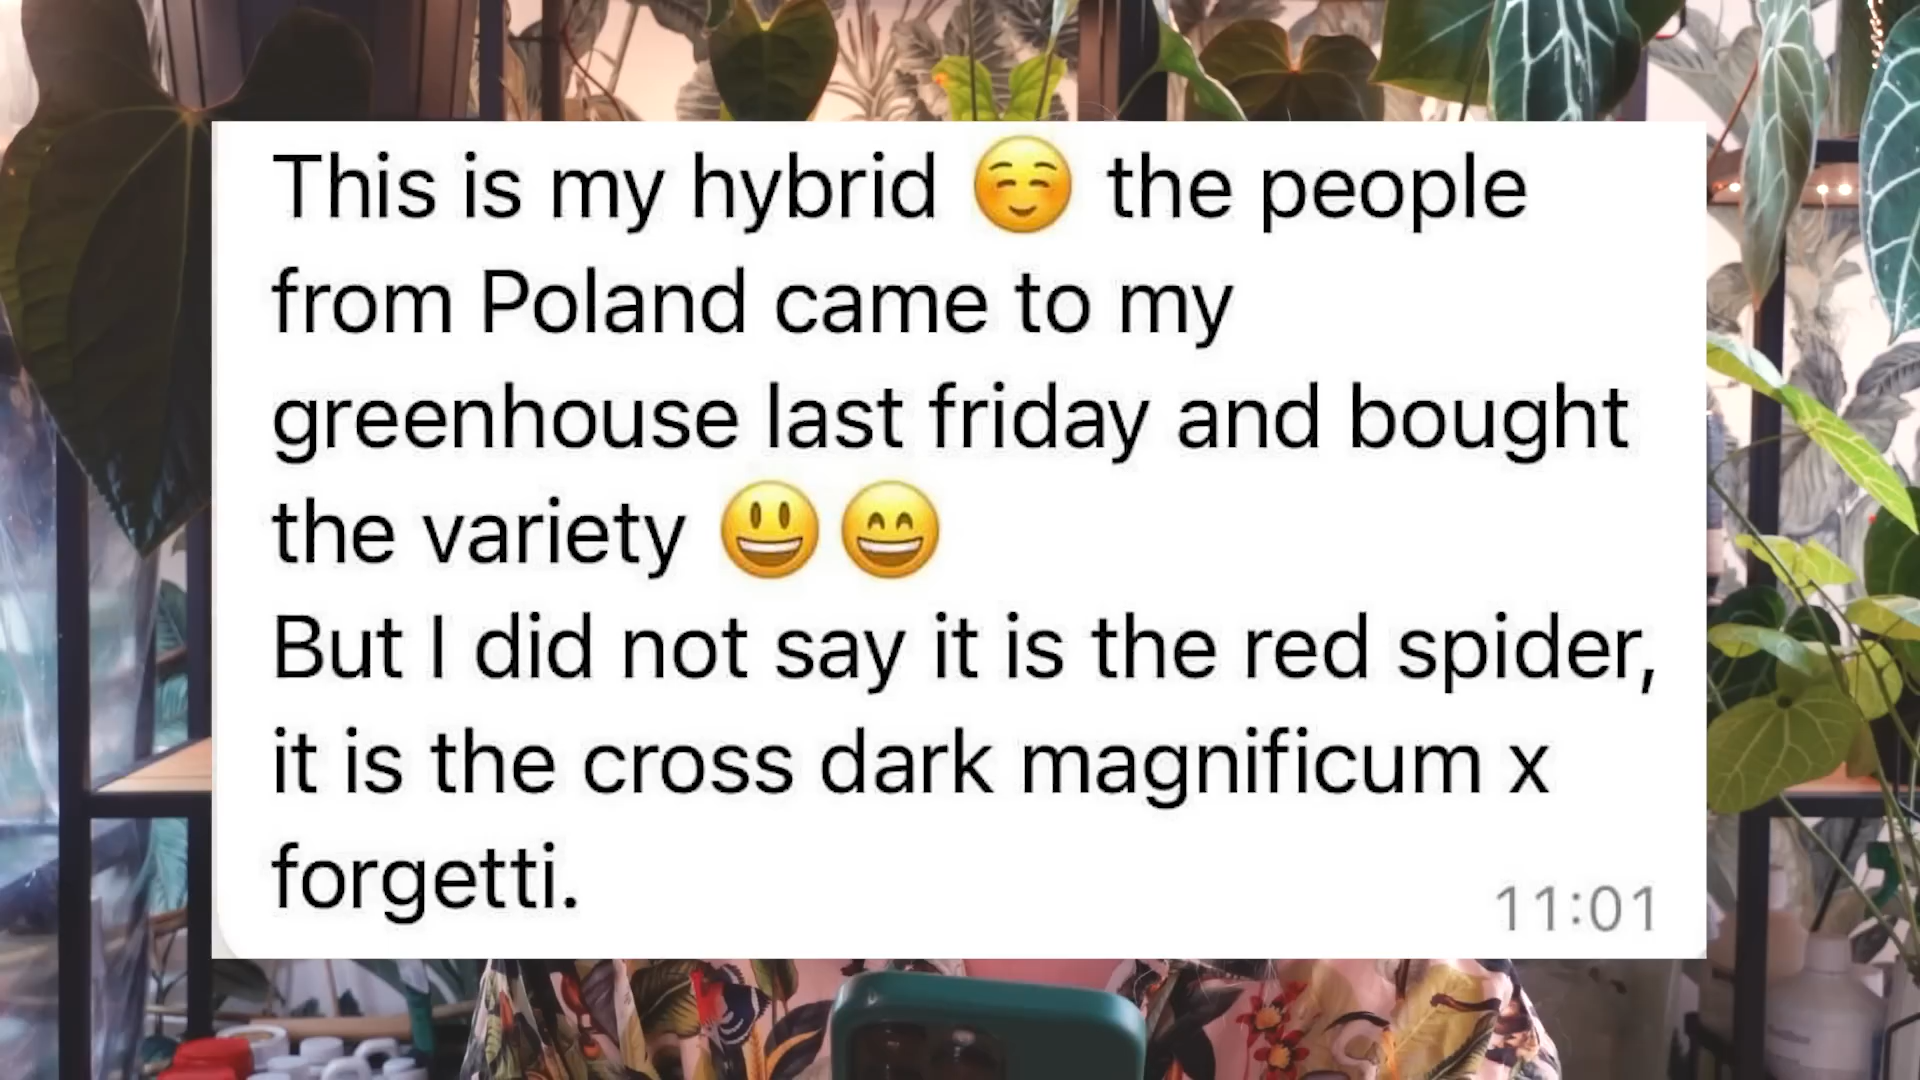 This is my hybrid ☺️ the people
from Poland came to my
greenhouse last friday and bought
the variety 😃😄
But I did not say it is the red spider,
it is the cross dark magnificum x
forgetti.
11:01